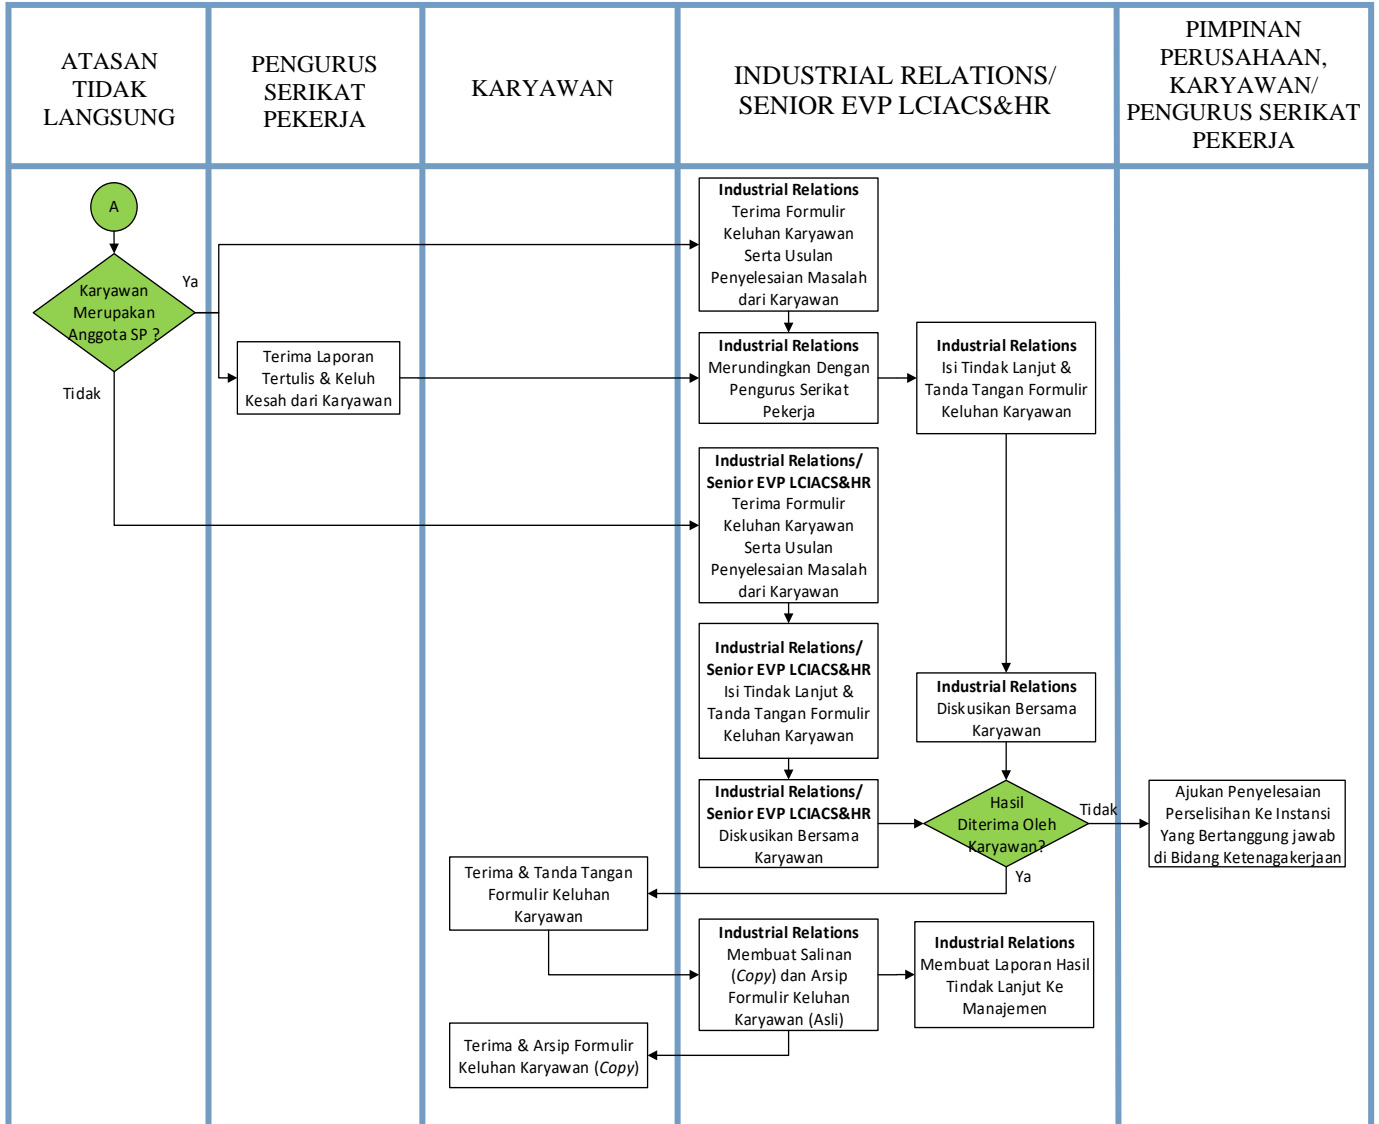 ATASAN
TIDAK
LANGSUNG
PENGURUS
SERIKAT
PEKERJA
KARYAWAN
INDUSTRIAL RELATIONS/
SENIOR EVP LCIACS&HR
PIMPINAN
PERUSAHAAN,
KARYAWAN/
PENGURUS SERIKAT
PEKERJA
A
Karyawan
Merupakan
Anggota SP ?
Ya
Tidak
Terima Laporan
Tertulis & Keluh
Kesah dari Karyawan
Industrial Relations
Terima Formulir
Keluhan Karyawan
Serta Usulan
Penyelesaian Masalah
dari Karyawan
Industrial Relations
Merundingkan Dengan
Pengurus Serikat
Pekerja
Industrial Relations
Isi Tindak Lanjut &
Tanda Tangan Formulir
Keluhan Karyawan
Industrial Relations/
Senior EVP LCIACS&HR
Terima Formulir
Keluhan Karyawan
Serta Usulan
Penyelesaian Masalah
dari Karyawan
Industrial Relations/
Senior EVP LCIACS&HR
Isi Tindak Lanjut &
Tanda Tangan Formulir
Keluhan Karyawan
Industrial Relations
Diskusikan Bersama
Karyawan
Industrial Relations/
Senior EVP LCIACS&HR
Diskusikan Bersama
Karyawan
Hasil
Diterima Oleh
Karyawan?
Tidak
Ya
Ajukan Penyelesaian
Perselisihan Ke Instansi
Yang Bertanggung jawab
di Bidang Ketenagakerjaan
Terima & Tanda Tangan
Formulir Keluhan
Karyawan
Industrial Relations
Membuat Salinan
(Copy) dan Arsip
Formulir Keluhan
Karyawan (Asli)
Industrial Relations
Membuat Laporan Hasil
Tindak Lanjut Ke
Manajemen
Terima & Arsip Formulir
Keluhan Karyawan (Copy)